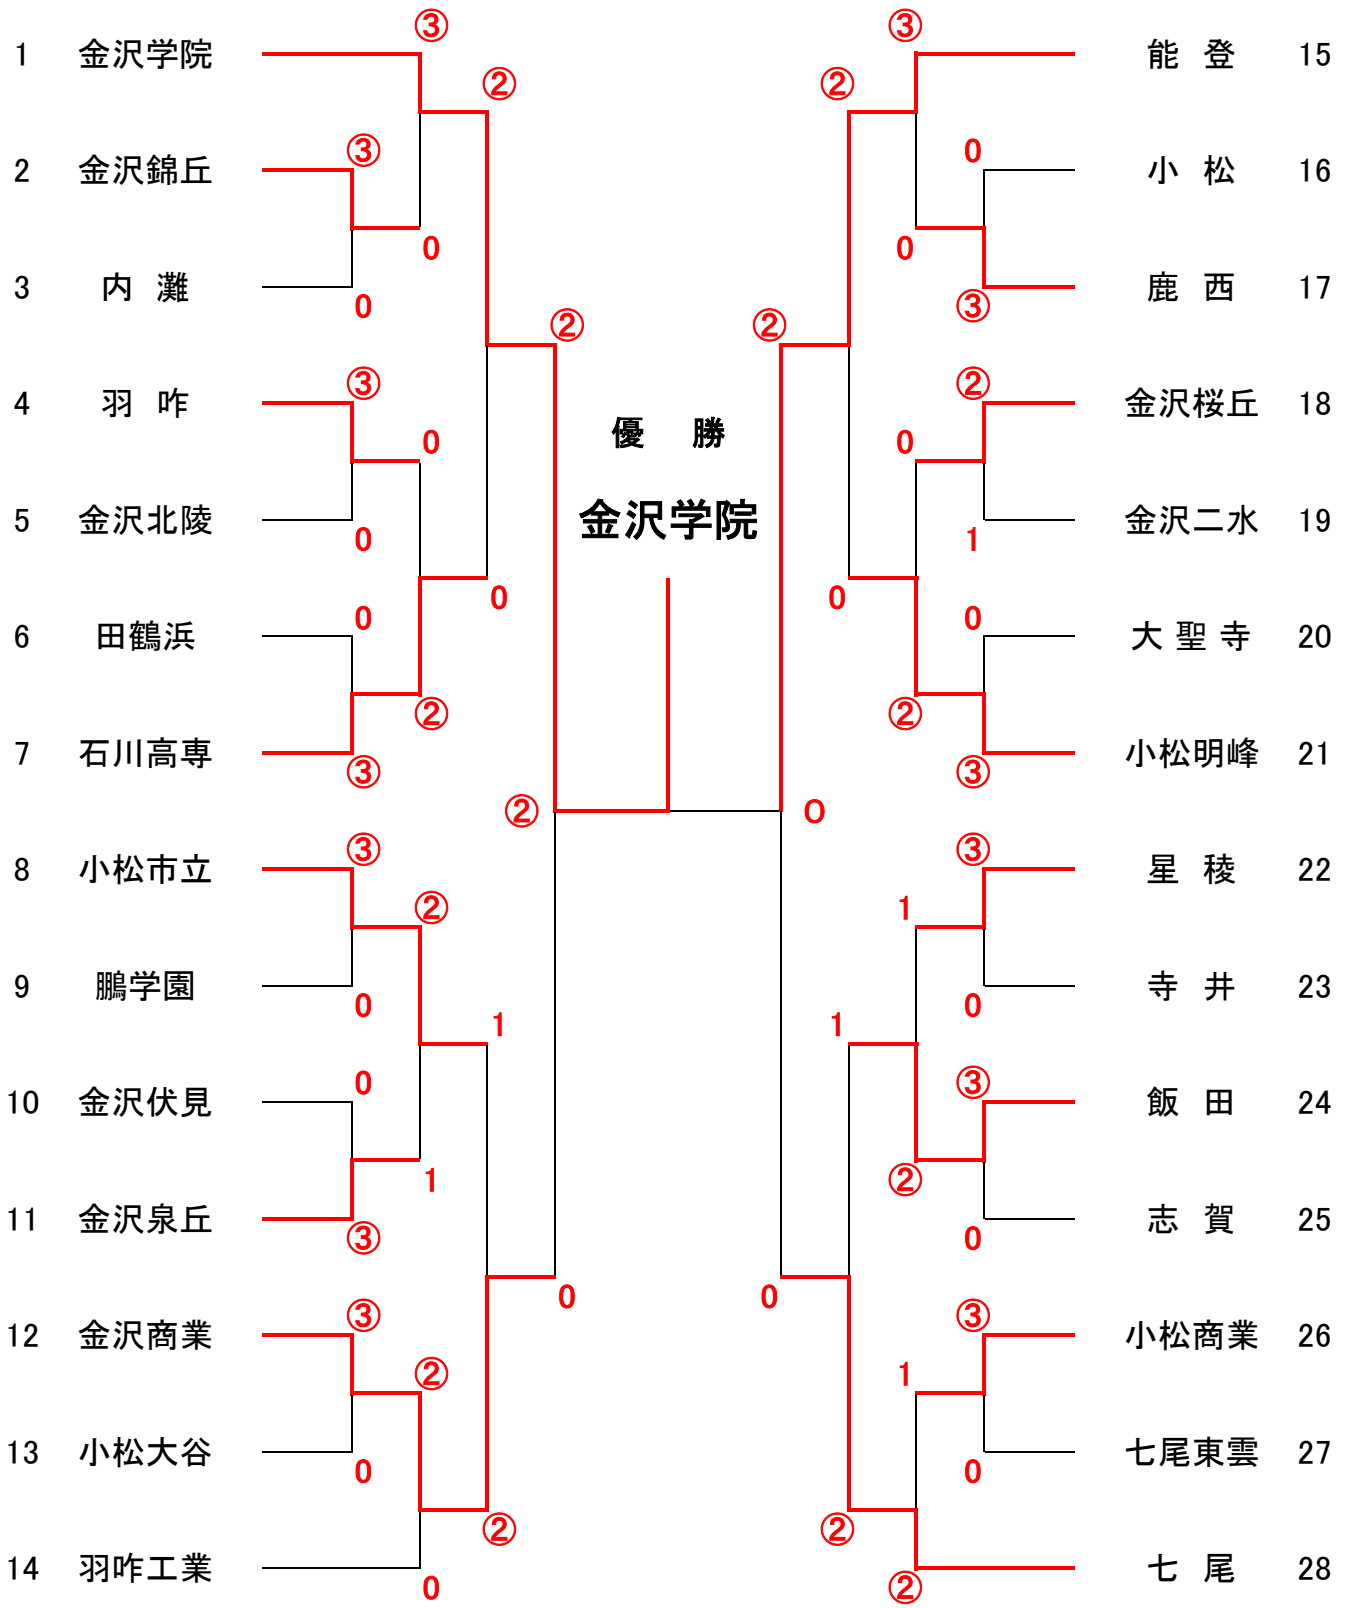 ③ ③
1 金沢学院 能登 15
② ②
③ 0
2 金沢錦丘 小松 16
0 0
3 内灘 鹿西 17
0 ③
② ②
③ ②
4 羽咋 金沢桜丘 18
優勝
0 0
5 金沢北陵 金沢学院 金沢二水 19
0 1
0 0 0 0
6 田鶴浜 大聖寺 20
② ②
7 石川高専 小松明峰 21
③ ③
② 0
③ ③
8 小松市立 星稜 22
② 1
9 鵬学園 寺井 23
0 0
1 1
0 ③
10 金沢伏見 飯田 24
1 ②
11 金沢泉丘 志賀 25
③ 0
0 0
③ ③
12 金沢商業 小松商業 26
② 1
13 小松大谷 七尾東雲 27
0 0
② ②
14 羽咋工業 七尾 28
0 ②